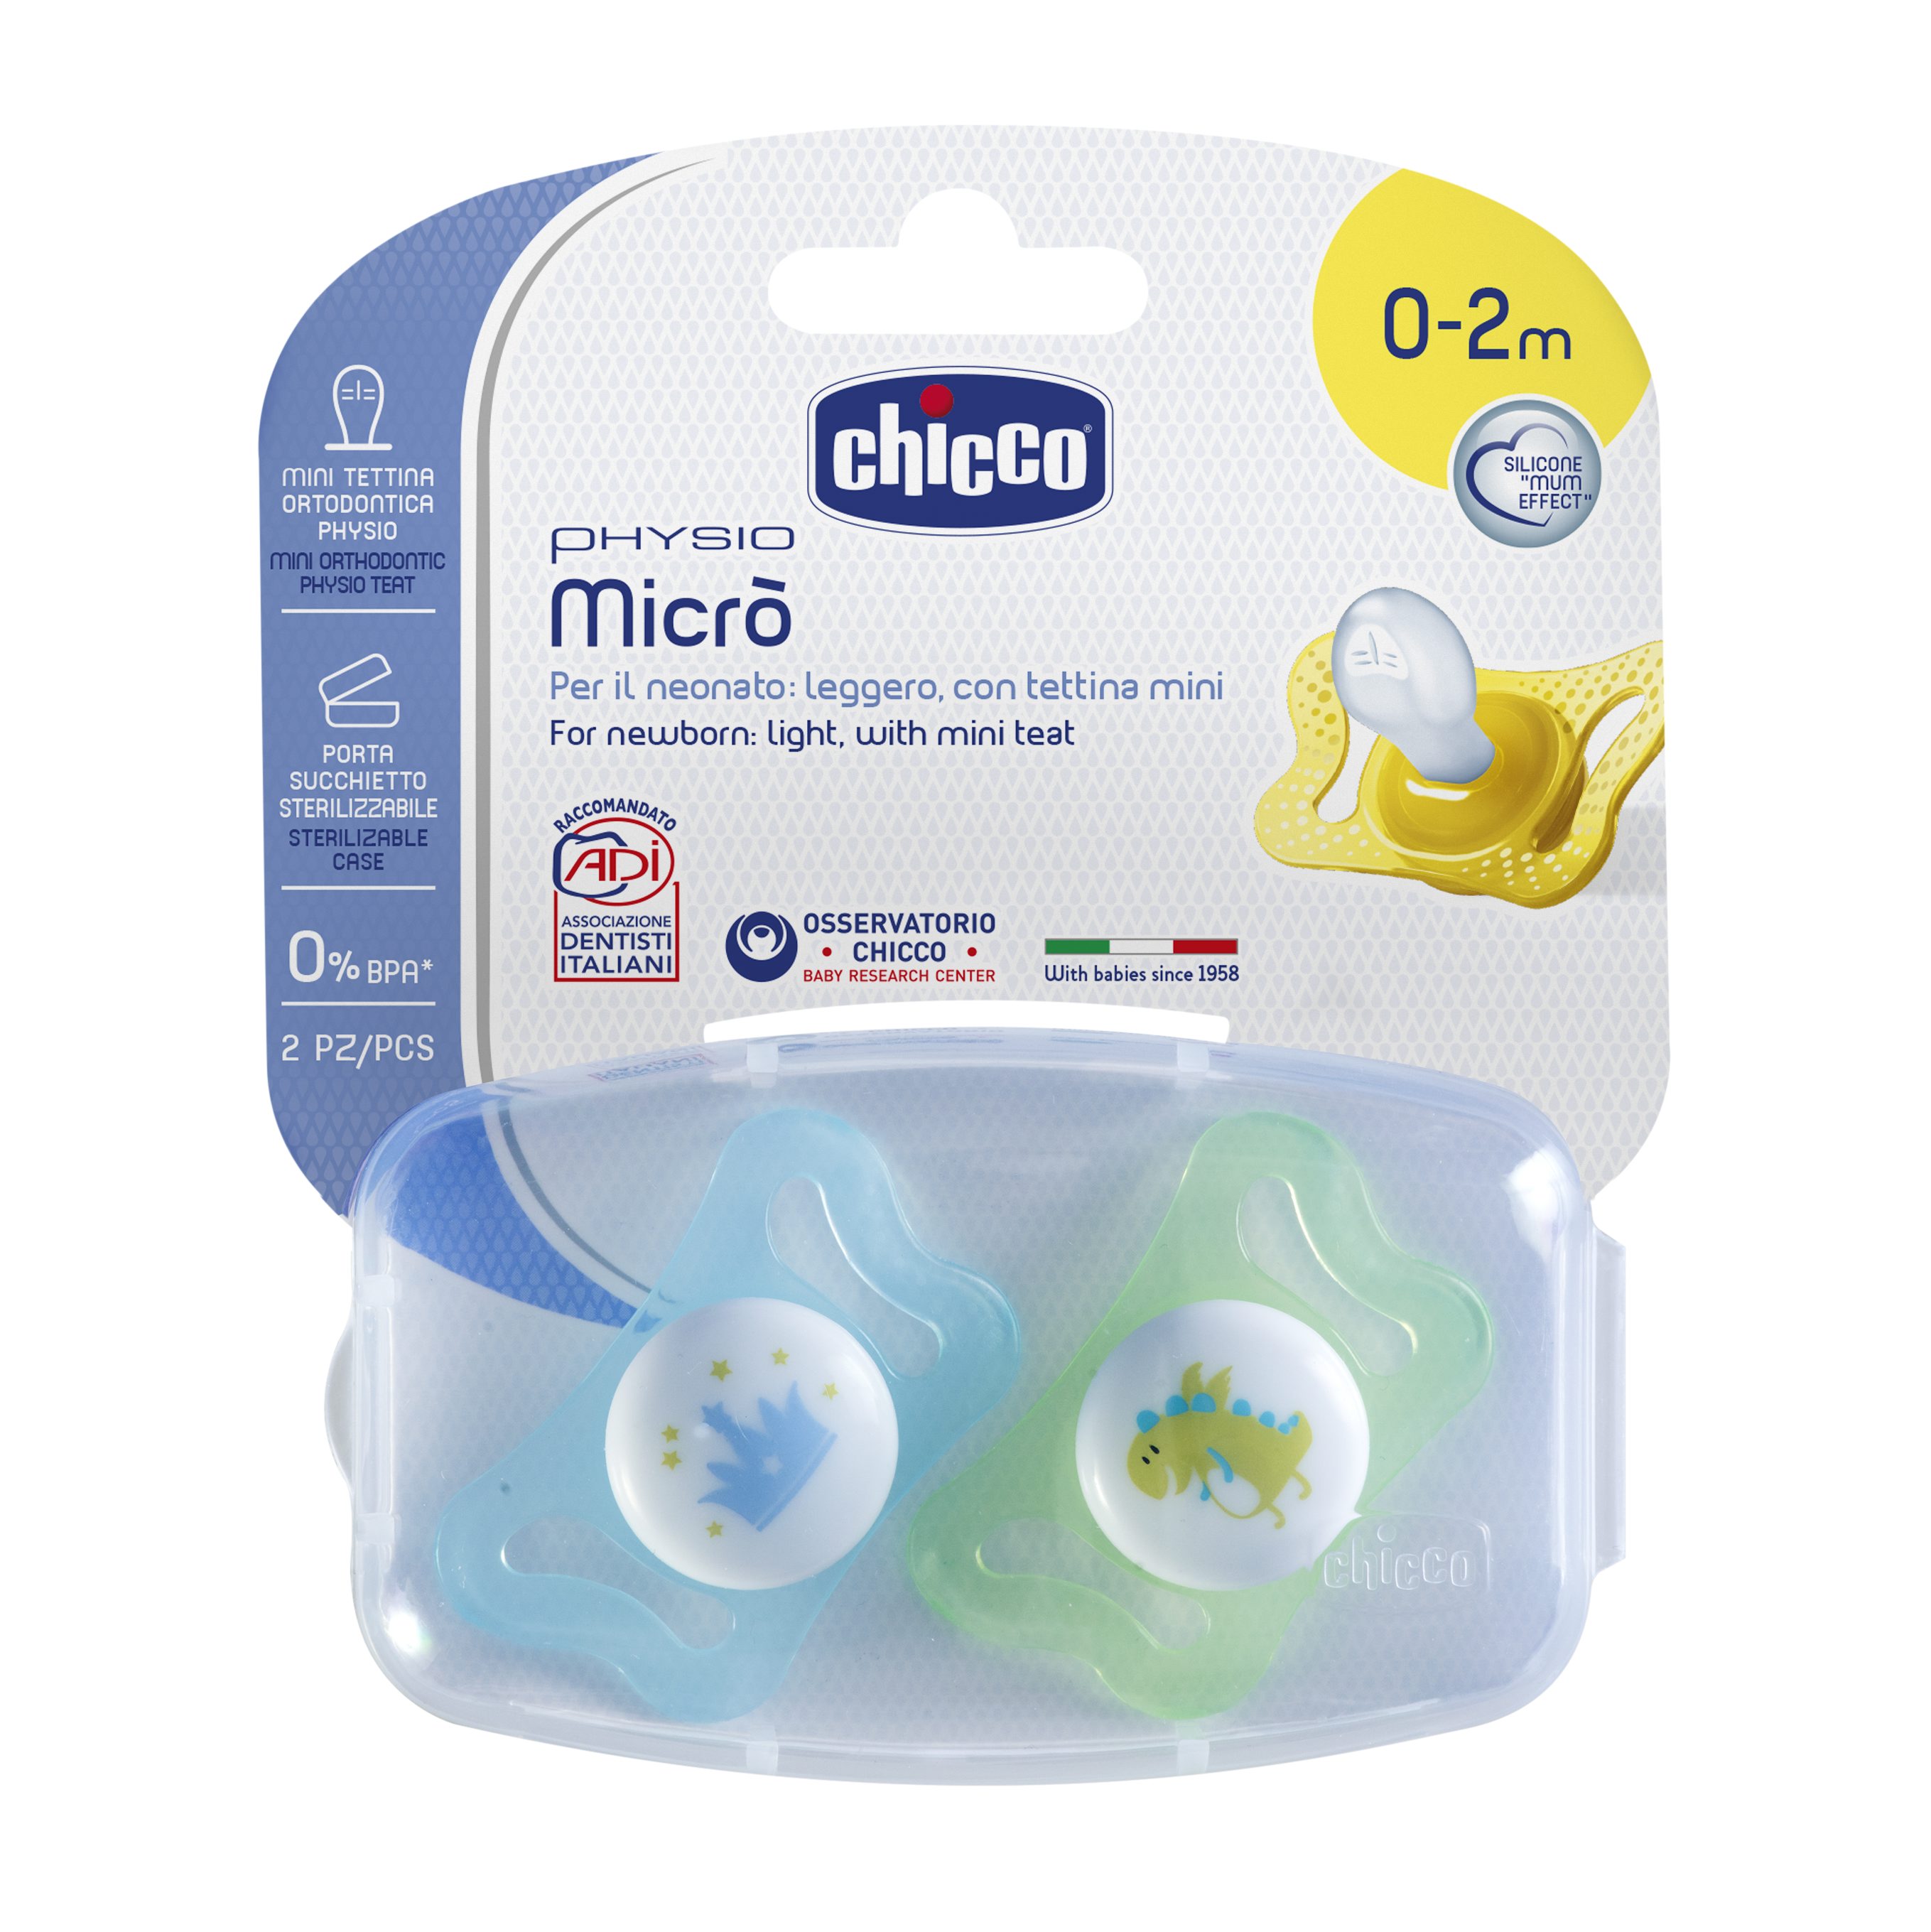 0-2m
SILICONE
"MUM
EFFECT"
chicco®
PHYSIO
Micrò
Per il neonato: leggero, con tettina mini
For newborn: light, with mini teat
MINI TETTINA
ORTODONTICA
PHYSIO
MINI ORTHODONTIC
PHYSIO TEAT
PORTA
SUCCHIETTO
STERILIZZABILE
STERILIZABLE
CASE
0% BPA*
2 PZ/PCS
RACCOMANDATO
ADI
ASSOCIAZIONE
DENTISTI
ITALIANI
OSSERVATORIO
• CHICCO •
BABY RESEARCH CENTER
With babies since 1958
chicco